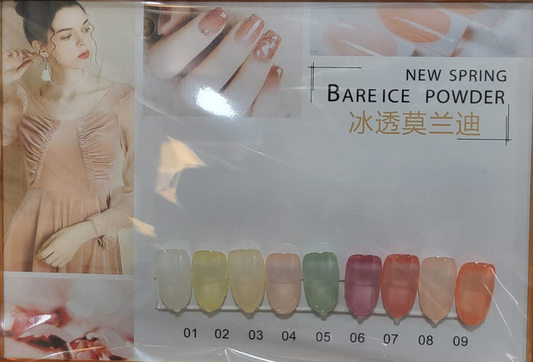 NEW SPRING
BARE ICE POWDER
冰透莫兰迪
01 02 03 04 05 06 07 08 09